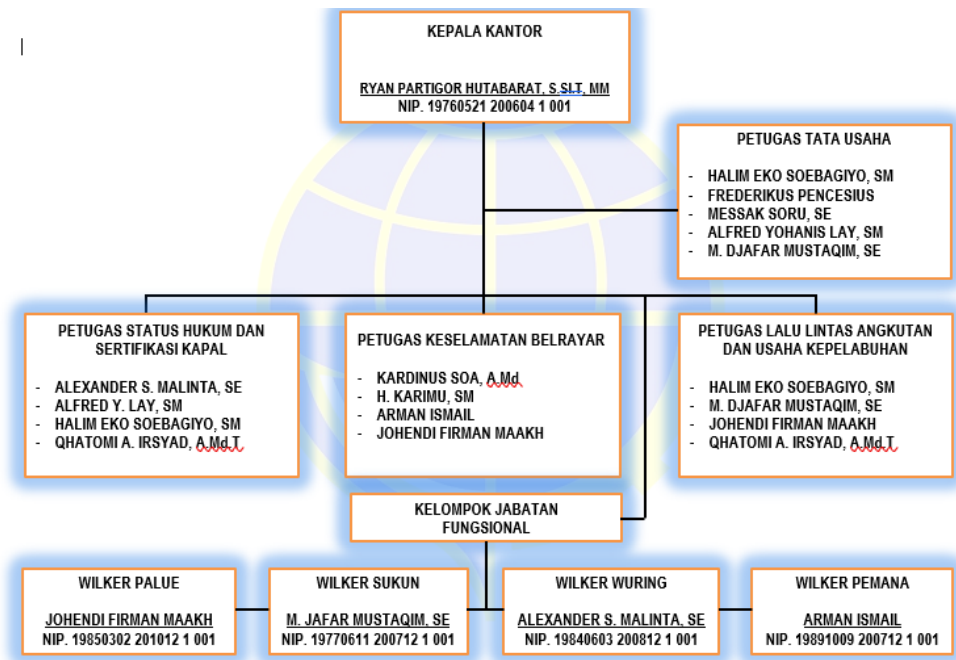 KEPALA KANTOR
RYAN PARTIGOR HUTABARAT, S.SI.T, MM
NIP. 19760521 200604 1 001
PETUGAS TATA USAHA
- HALIM EKO SOEBAGIYO, SM
- FREDERIKUS PENCESIUS
- MESSAK SORU, SE
- ALFRED YOHANIS LAY, SM
- M. DJAFAR MUSTAQIM, SE
PETUGAS STATUS HUKUM DAN
SERTIFIKASI KAPAL
- ALEXANDER S. MALINTA, SE
- ALFRED Y. LAY, SM
- HALIM EKO SOEBAGIYO, SM
- QHATOMI A. IRSYAD, A.Md.T
PETUGAS KESELAMATAN BELRAYAR
- KARDINUS SOA, A.Md
- H. KARIMU, SM
- ARMAN ISMAIL
- JOHENDI FIRMAN MAAKH
PETUGAS LALU LINTAS ANGKUTAN
DAN USAHA KEPELABUHAN
- HALIM EKO SOEBAGIYO, SM
- M. DJAFAR MUSTAQIM, SE
- JOHENDI FIRMAN MAAKH
- QHATOMI A. IRSYAD, A.Md.T
KELOMPOK JABATAN
FUNGSIONAL
WILKER PALUE
JOHENDI FIRMAN MAAKH
NIP. 19850302 201012 1 001
WILKER SUKUN
M. JAFAR MUSTAQIM, SE
NIP. 19770611 200712 1 001
WILKER WURING
ALEXANDER S. MALINTA, SE
NIP. 19840603 200812 1 001
WILKER PEMANA
ARMAN ISMAIL
NIP. 19891009 200712 1 001